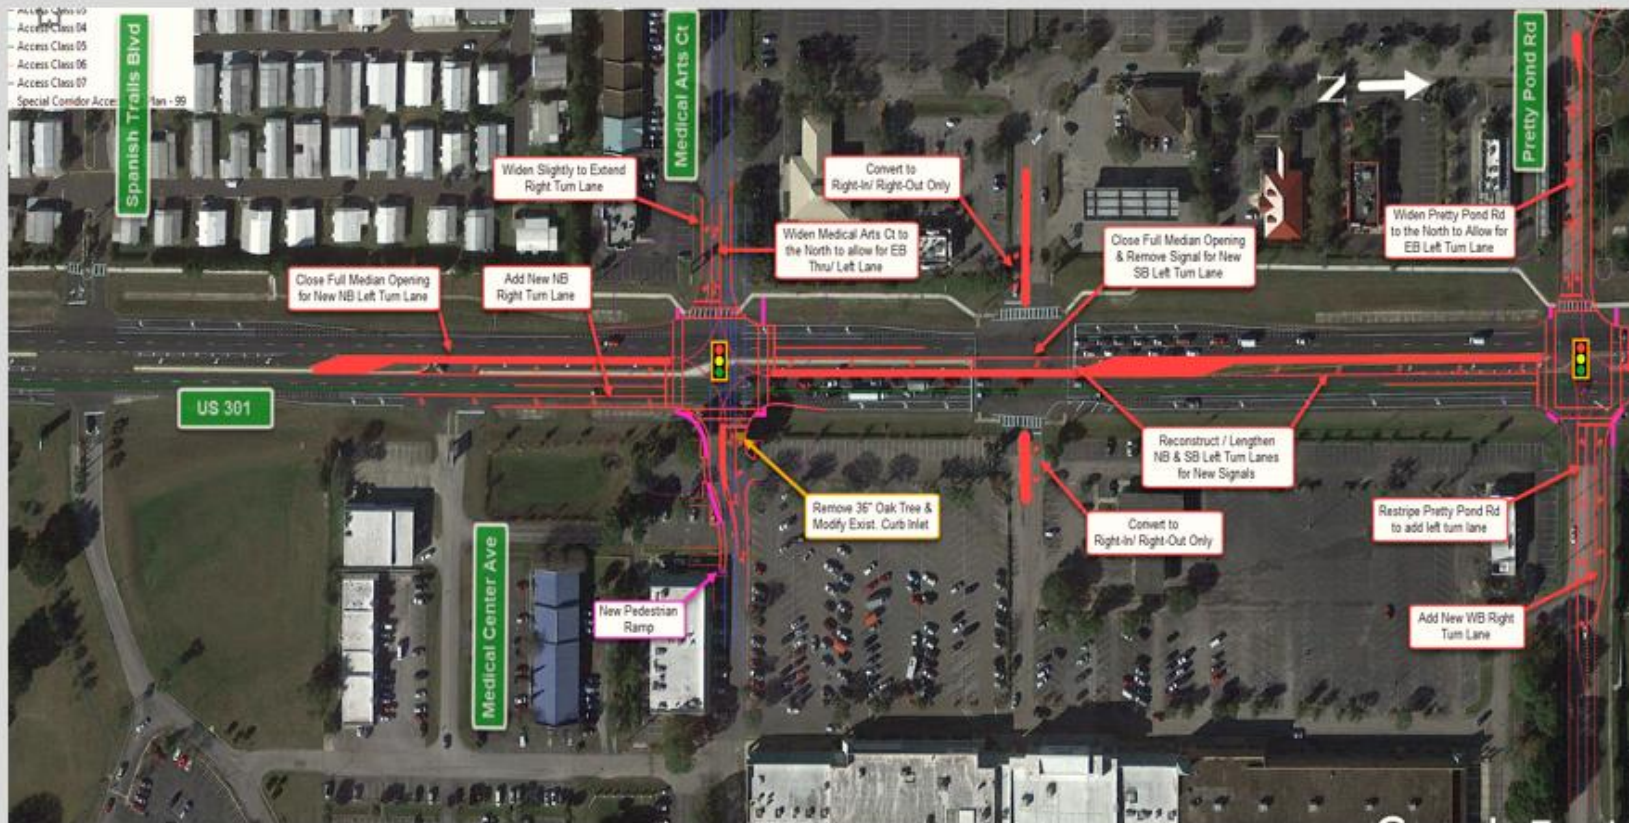 Access Class 04
Access Class 05
Access Class 06
Access Class 07
Special Corridor Acce
lan - 99
Spanish Trails Blvd
Medical Arts Ct
Pretty Pond Rd
N
Widen Slightly to Extend
Right Turn Lane
Convert to
Right-In/ Right-Out Only
Widen Medical Arts Ct to
the North to allow for EB
Thru/ Left Lane
Close Full Median Opening
& Remove Signal for New
SB Left Turn Lane
Widen Pretty Pond Rd
to the North to Allow for
EB Left Turn Lane
Close Full Median Opening
for New NB Left Turn Lane
Add New NB
Right Turn Lane
US 301
Reconstruct / Lengthen
NB & SB Left Turn Lanes
for New Signals
Remove 36" Oak Tree &
Modify Exist. Curb Inlet
Convert to
Right-In/ Right-Out Only
Restripe Pretty Pond Rd
to add left turn lane
Medical Center Ave
New Pedestrian
Ramp
Add New WB Right
Turn Lane